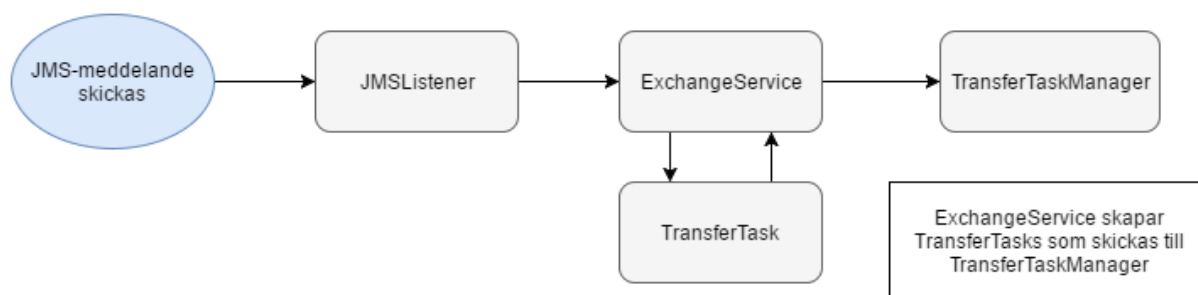 JMS-meddelande
skickas
JMSListener
ExchangeService
TransferTaskManager
TransferTask
ExchangeService skapar
TransferTasks som skickas till
TransferTaskManager